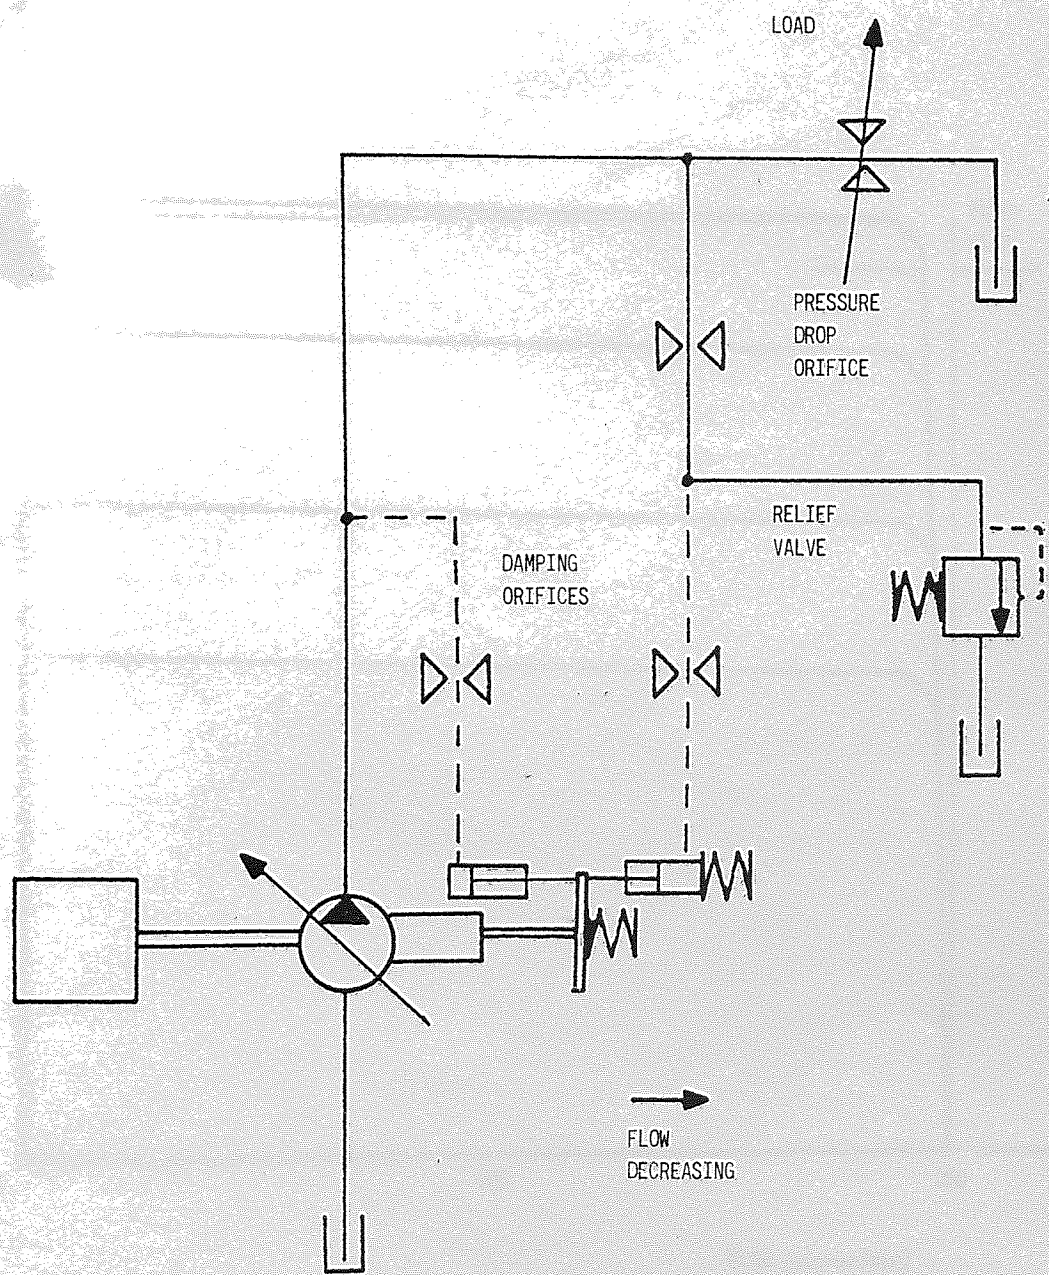 LOAD
PRESSURE
DROP
ORIFICE
RELIEF
VALVE
DAMPING
ORIFICES
FLOW
DECREASING